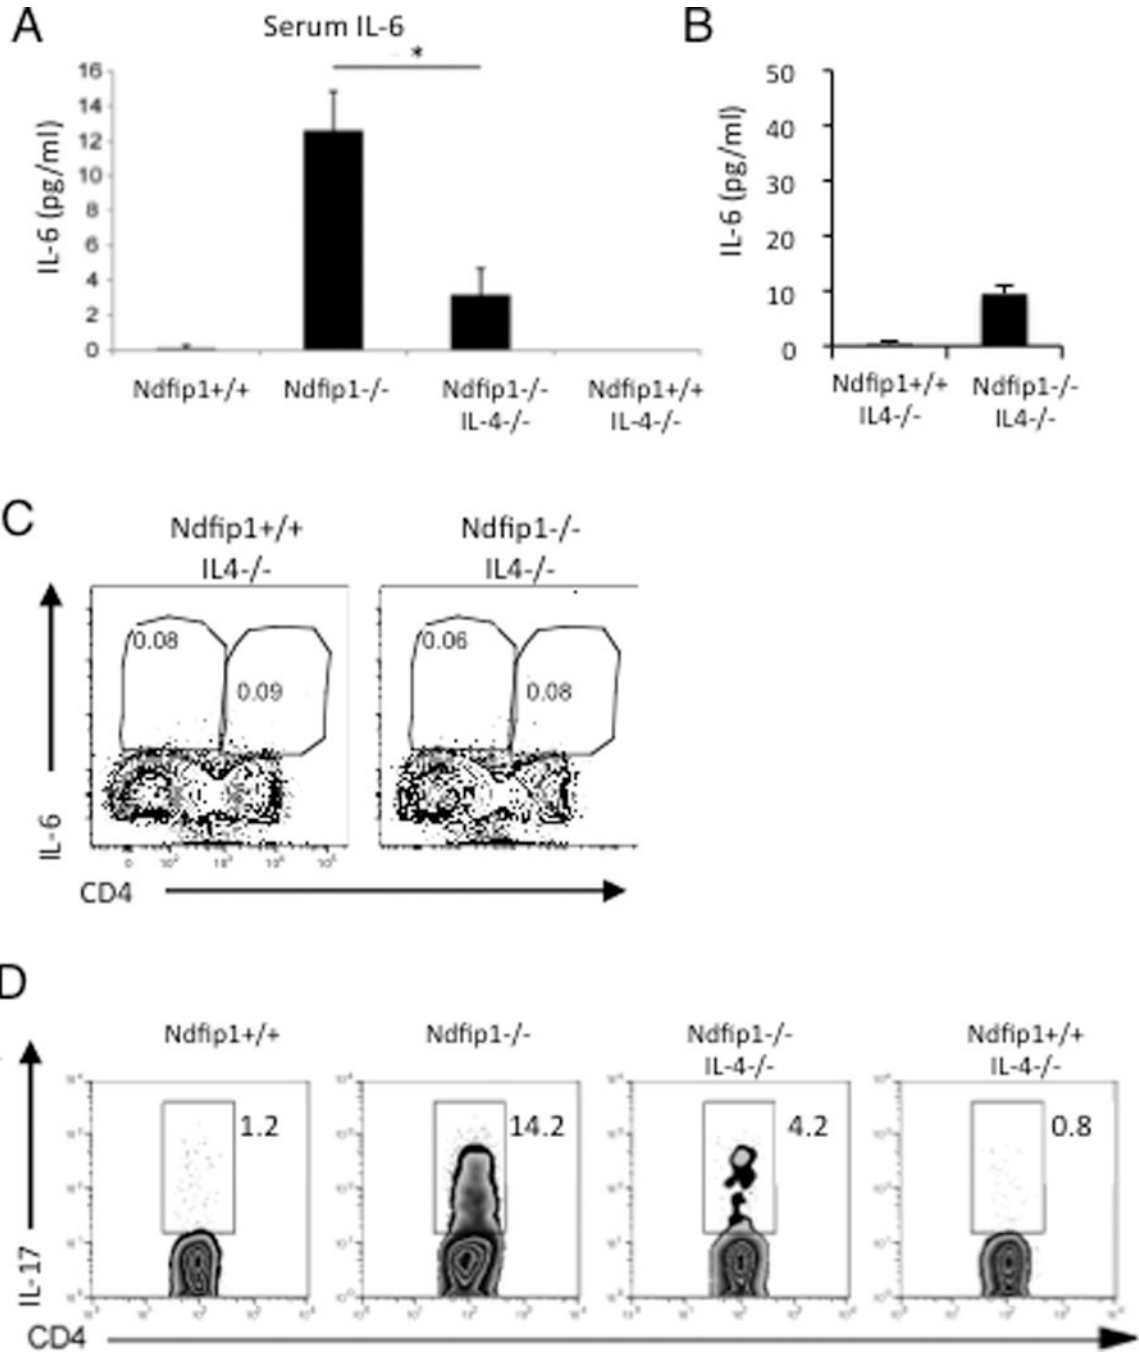 A
Serum IL-6
*
16
14
12
10
8
6
4
2
0
IL-6 (pg/ml)
Ndfip1+/+
Ndfip1-/-
Ndfip1-/-
IL-4-/-
Ndfip1+/+
IL-4-/-
B
50
40
30
20
10
0
IL-6 (pg/ml)
Ndfip1+/+
IL4-/-
Ndfip1-/-
IL4-/-
C
Ndfip1+/+
IL4-/-
Ndfip1-/-
IL4-/-
0.08
0.09
0.06
0.08
IL-6
0
CD4
D
Ndfip1+/+
Ndfip1-/-
Ndfip1-/-
IL-4-/-
Ndfip1+/+
IL-4-/-
1.2
14.2
4.2
0.8
IL-17
CD4